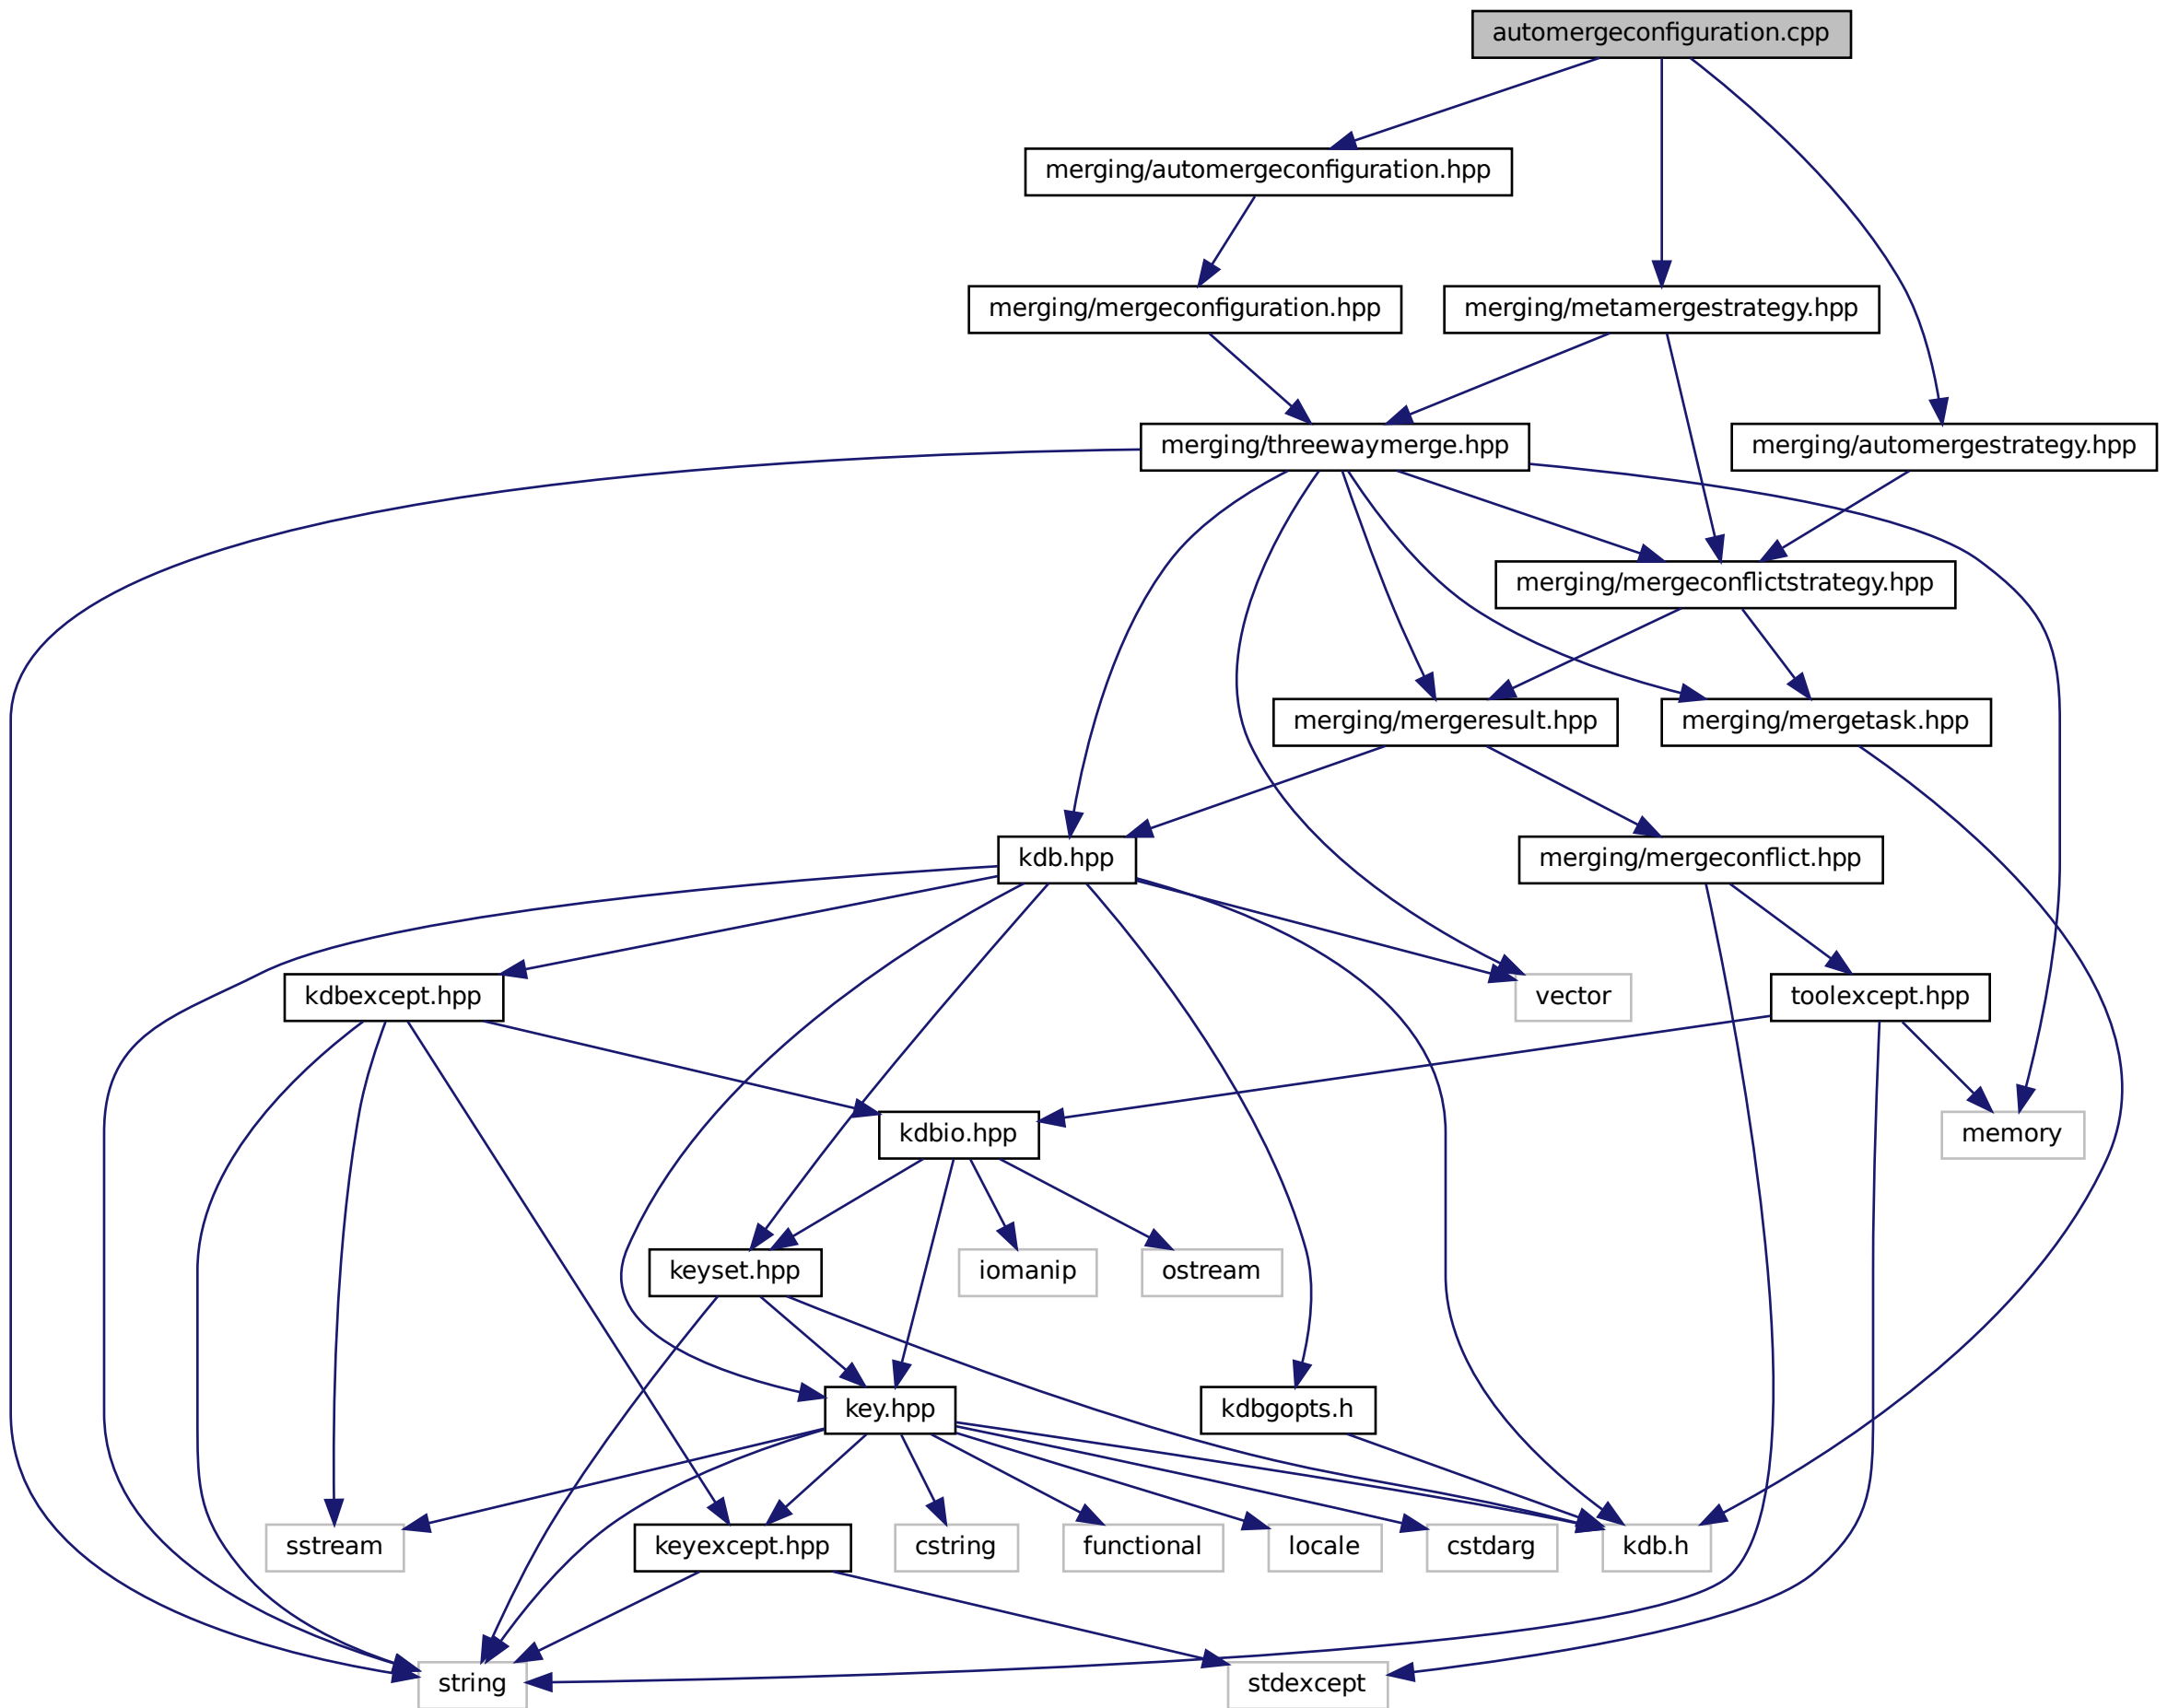 automergeconfiguration.cpp
merging/automergeconfiguration.hpp
merging/mergeconfiguration.hpp
merging/metamergestrategy.hpp
merging/threewaymerge.hpp
merging/automergestrategy.hpp
merging/mergeconflictstrategy.hpp
merging/mergeresult.hpp
merging/mergetask.hpp
kdb.hpp
merging/mergeconflict.hpp
kdbexcept.hpp
vector
toolexcept.hpp
kdbio.hpp
memory
keyset.hpp
iomanip
ostream
key.hpp
kdbgopts.h
sstream
keyexcept.hpp
cstring
functional
locale
cstdarg
kdb.h
string
stdexcept